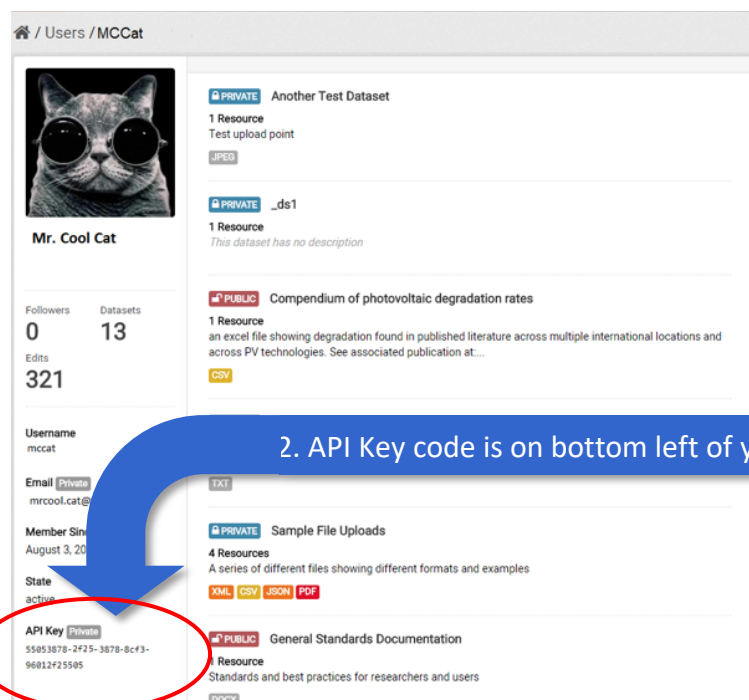 / Users / MCCat
Mr. Cool Cat
Followers Datasets
0 13
Edits
321
Username
mccat
Email Private
mrcool.cat@
Member Sin
August 3, 20
State
active
API Key Private
55053878-2f25-3878-8cf3-
96012f25505
PRIVATE Another Test Dataset
1 Resource
Test upload point
JPEG
PRIVATE _ds1
1 Resource
This dataset has no description
PUBLIC Compendium of photovoltaic degradation rates
1 Resource
an excel file showing degradation found in published literature across multiple international locations and
across PV technologies. See associated publication at:...
CSV
2. API Key code is on bottom left of y
TXT
PRIVATE Sample File Uploads
4 Resources
A series of different files showing different formats and examples
XML CSV JSON PDF
PUBLIC General Standards Documentation
1 Resource
Standards and best practices for researchers and users
DOCX